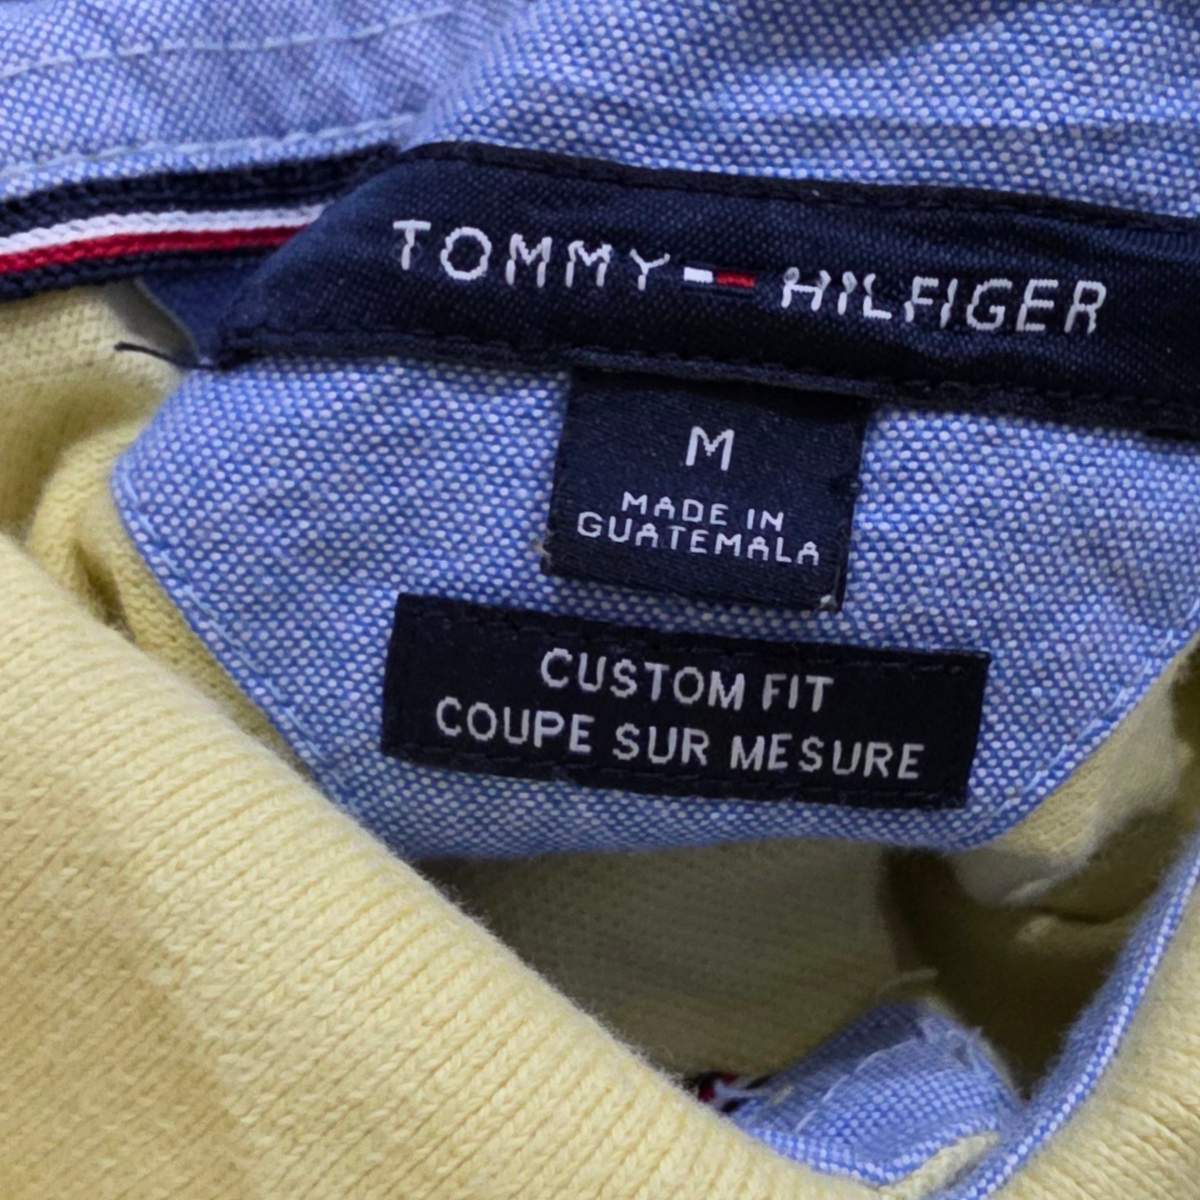 TOMMY HILFIGER
M
MADE IN
GUATEMALA
CUSTOM FIT
COUPE SUR MESURE